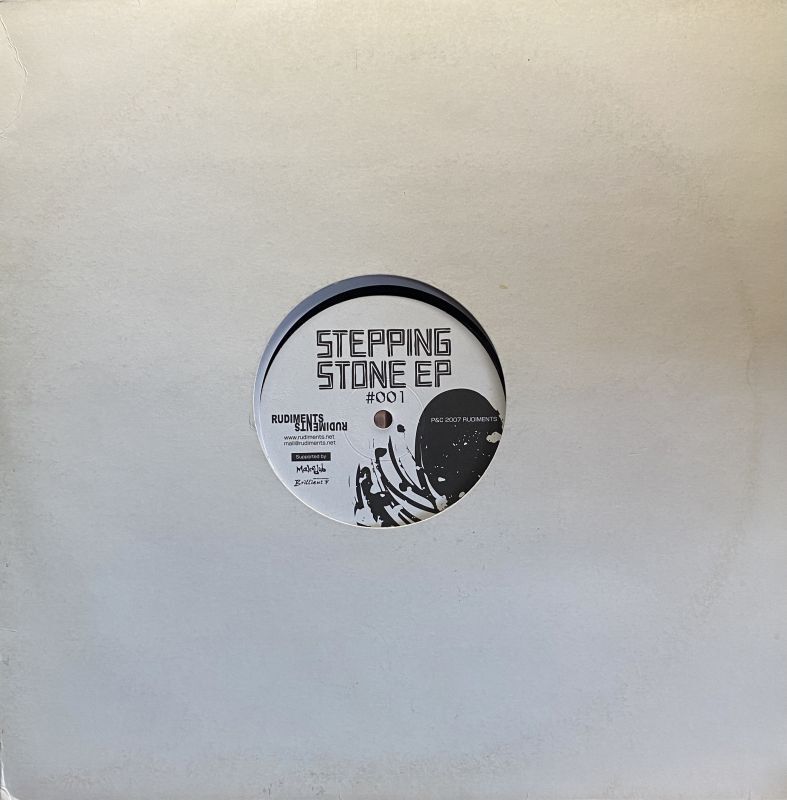 STEPPING
STONE EP
#001
RUDIMENTS
RUDIMENTS
www.rudiments.net
mail@rudiments.net
P&C 2007 RUDIMENTS
Supported by